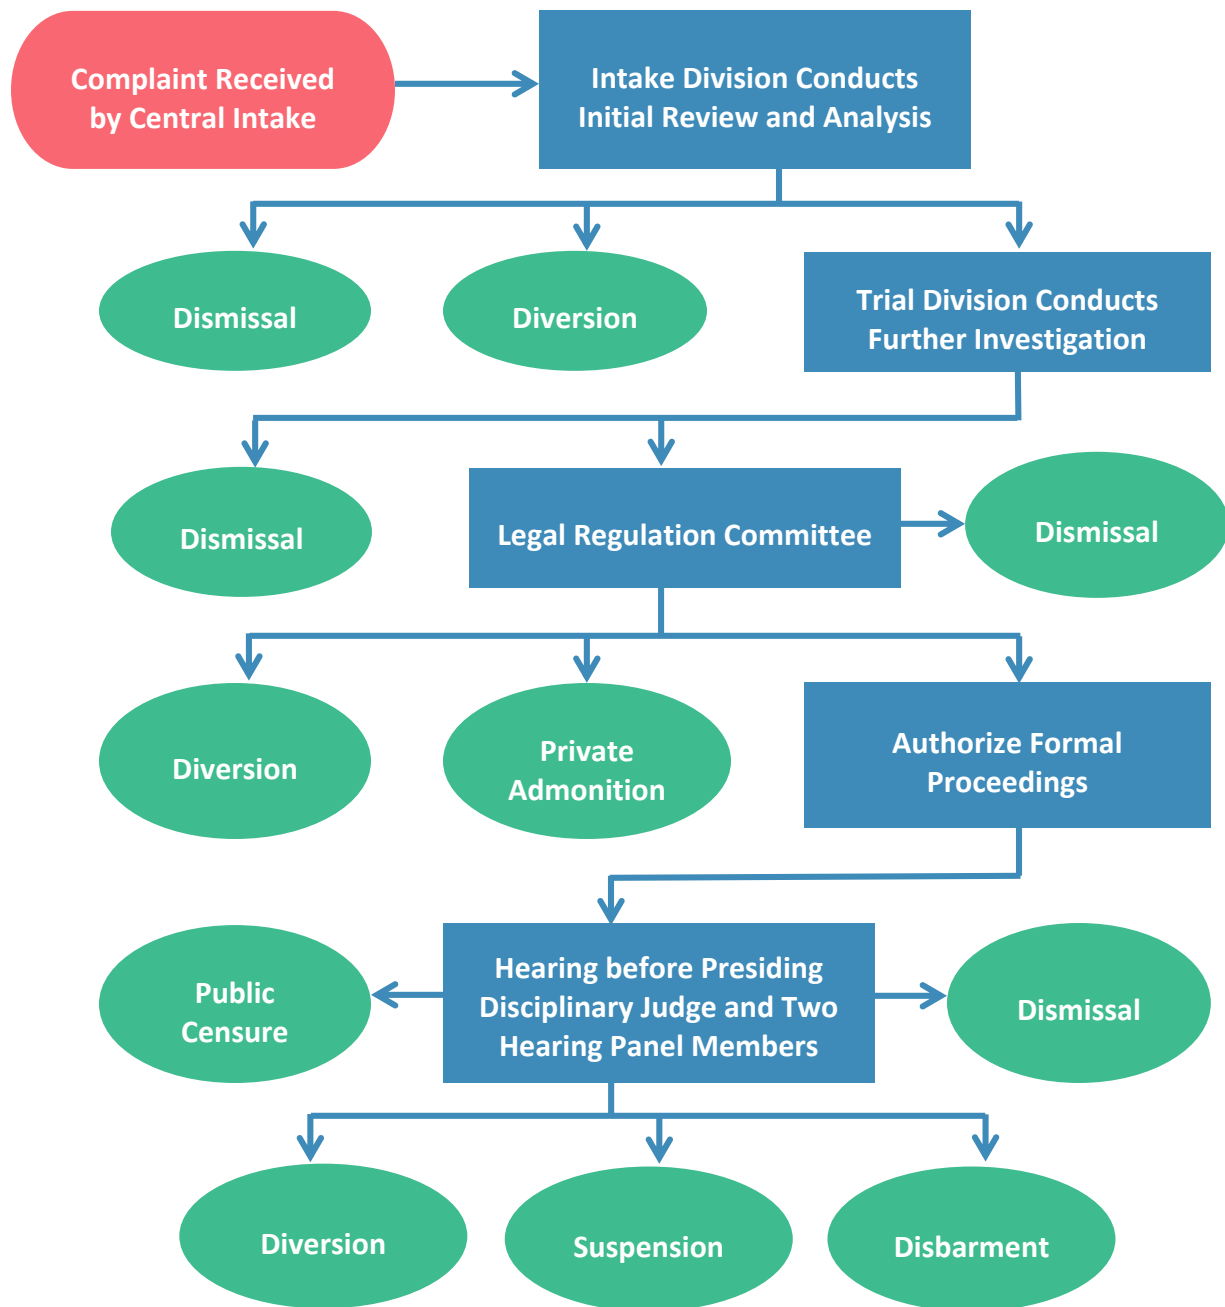 Complaint Received
by Central Intake
Intake Division Conducts
Initial Review and Analysis
Dismissal
Diversion
Trial Division Conducts
Further Investigation
Dismissal
Legal Regulation Committee
Dismissal
Diversion
Private
Admonition
Authorize Formal
Proceedings
Public
Censure
Hearing before Presiding
Disciplinary Judge and Two
Hearing Panel Members
Dismissal
Diversion
Suspension
Disbarment